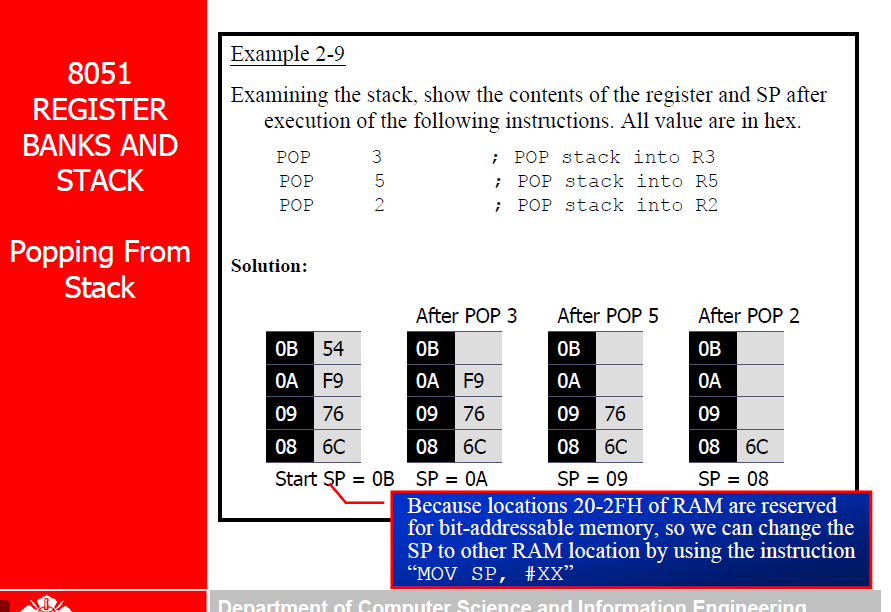 8051
REGISTER
BANKS AND
STACK
Popping From
Stack
Example 2-9
Examining the stack, show the contents of the register and SP after
execution of the following instructions. All value are in hex.
POP 3 ; POP stack into R3
POP 5 ; POP stack into R5
POP 2 ; POP stack into R2
Solution:
After POP 3 After POP 5 After POP 2
0B 54 0B 0B 0B
0A F9 0A F9 0A 0A
09 76 09 76 09 76 09
08 6C 08 6C 08 6C 08 6C
Start SP = 0B SP = 0A SP = 09 SP = 08
Because locations 20-2FH of RAM are reserved
for bit-addressable memory, so we can change the
SP to other RAM location by using the instruction
“MOV SP, #XX”
Department of Computer Science and Information Engineering